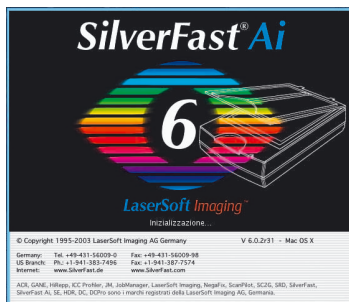 SilverFast® Ai
6
LaserSoft Imaging™
Inizializzazione...
© Copyright 1995-2003 LaserSoft Imaging AG Germany V 6.0.2r31 - Mac OS X
Germany: Tel. +49-431-56009-0 Fax: +49-431-56009-98
US Branch: Ph.: +1-941-383-7496 Fax: +1-941-387-7574
Internet: www.SilverFast.de www.SilverFast.com
ACR, GANE, HiRepp, ICC Profiler, JM, JobManager, LaserSoft Imaging, NegaFix, ScanPilot, SC2G, SRD, SilverFast,
SilverFast Ai, SE, HDR, DC, DCPro sono i marchi registrati della LaserSoft Imaging AG, Germania.